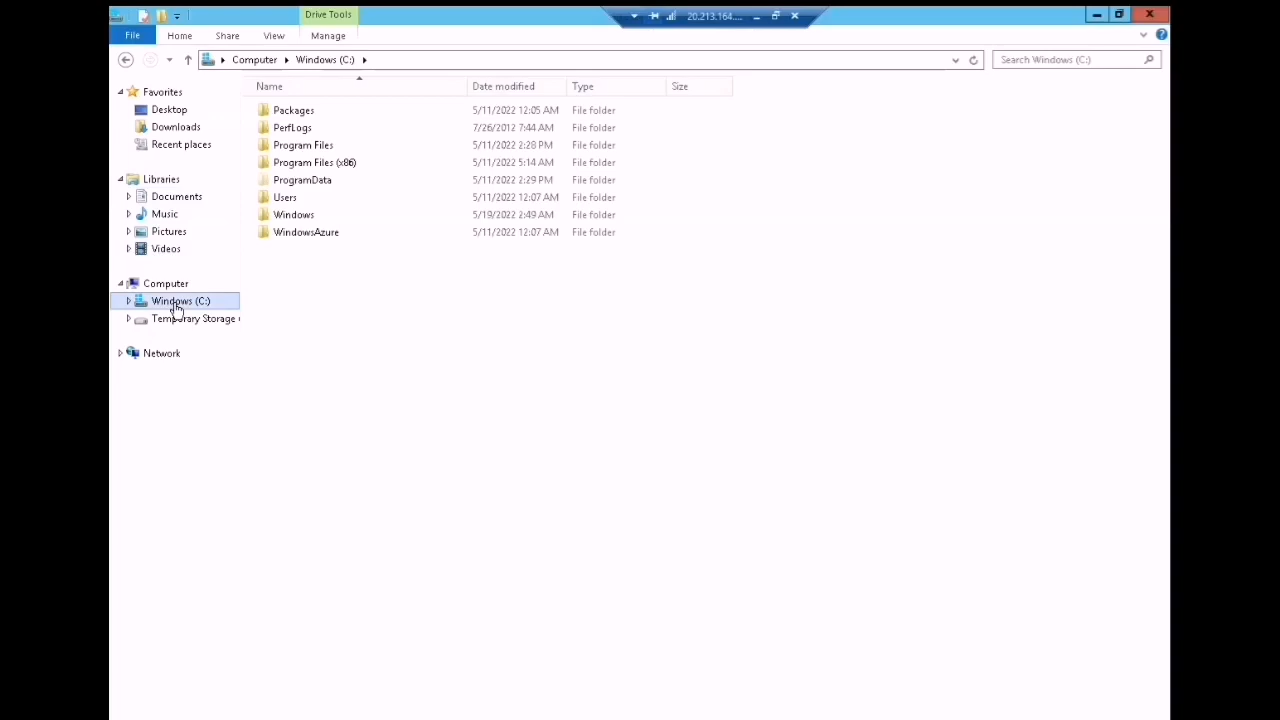 Drive Tools
20.213.164....
File Home Share View Manage
Computer Windows (C:) Search Windows (C:)
Name Date modified Type Size
Favorites
Desktop
Downloads
Recent places
Libraries
Documents
Music
Pictures
Videos
Computer
Windows (C:)
Temporary Storage
Network
Packages 5/11/2022 12:05 AM File folder
PerfLogs 7/26/2012 7:44 AM File folder
Program Files 5/11/2022 2:28 PM File folder
Program Files (x86) 5/11/2022 5:14 AM File folder
ProgramData 5/11/2022 2:29 PM File folder
Users 5/11/2022 12:07 AM File folder
Windows 5/19/2022 2:49 AM File folder
WindowsAzure 5/11/2022 12:07 AM File folder